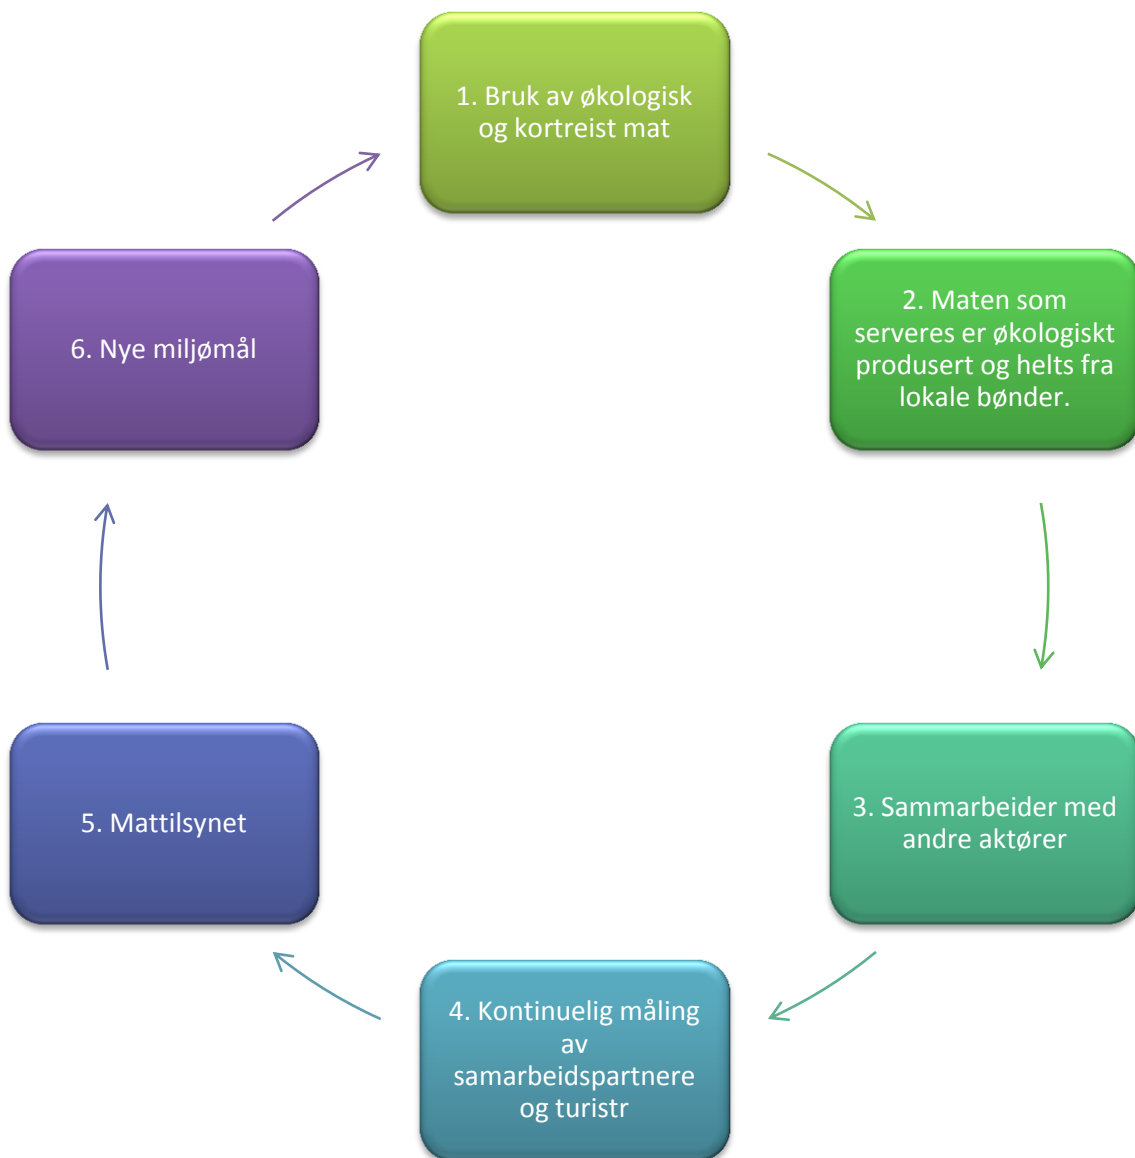 1. Bruk av økologisk
og kortreist mat
2. Maten som
serveres er økologiskt
produsert og helts fra
lokale bønder.
3. Sammarbeider med
andre aktører
4. Kontinuelig måling
av
samarbeidspartnere
og turistr
5. Mattilsynet
6. Nye miljømål